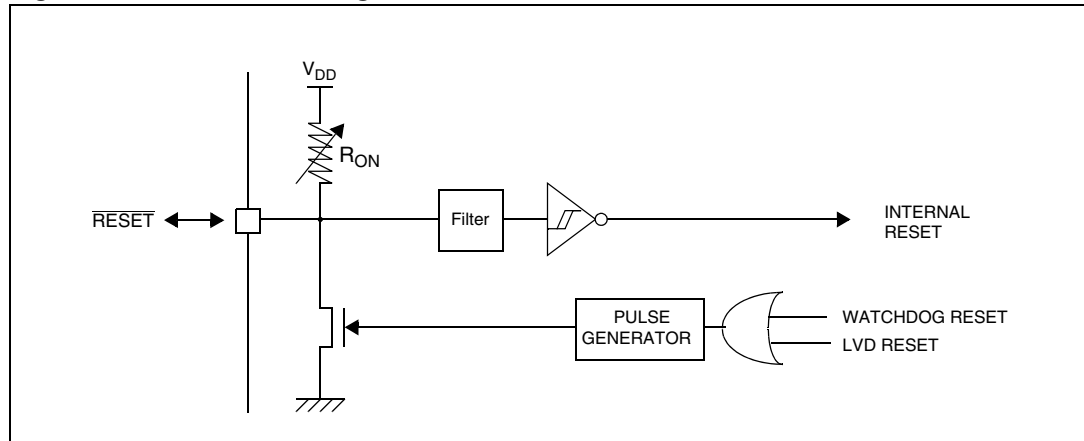 VDD
RON
RESET
Filter
INTERNAL
RESET
PULSE
GENERATOR
WATCHDOG RESET
LVD RESET